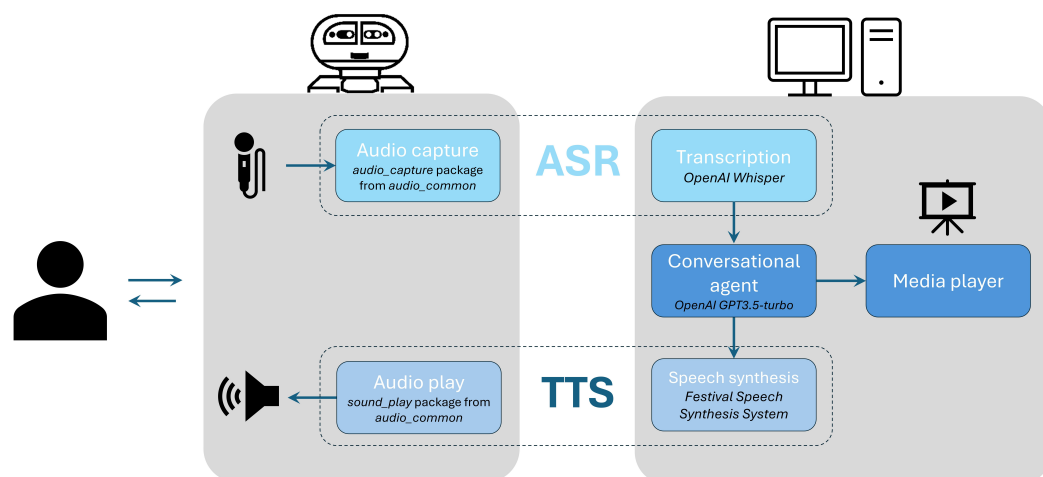 Audio capture
audio_capture package
from audio_common
ASR
Transcription
OpenAI Whisper
Conversational
agent
OpenAI GPT3.5-turbo
Media player
Audio play
sound_play package from
audio_common
TTS
Speech synthesis
Festival Speech
Synthesis System